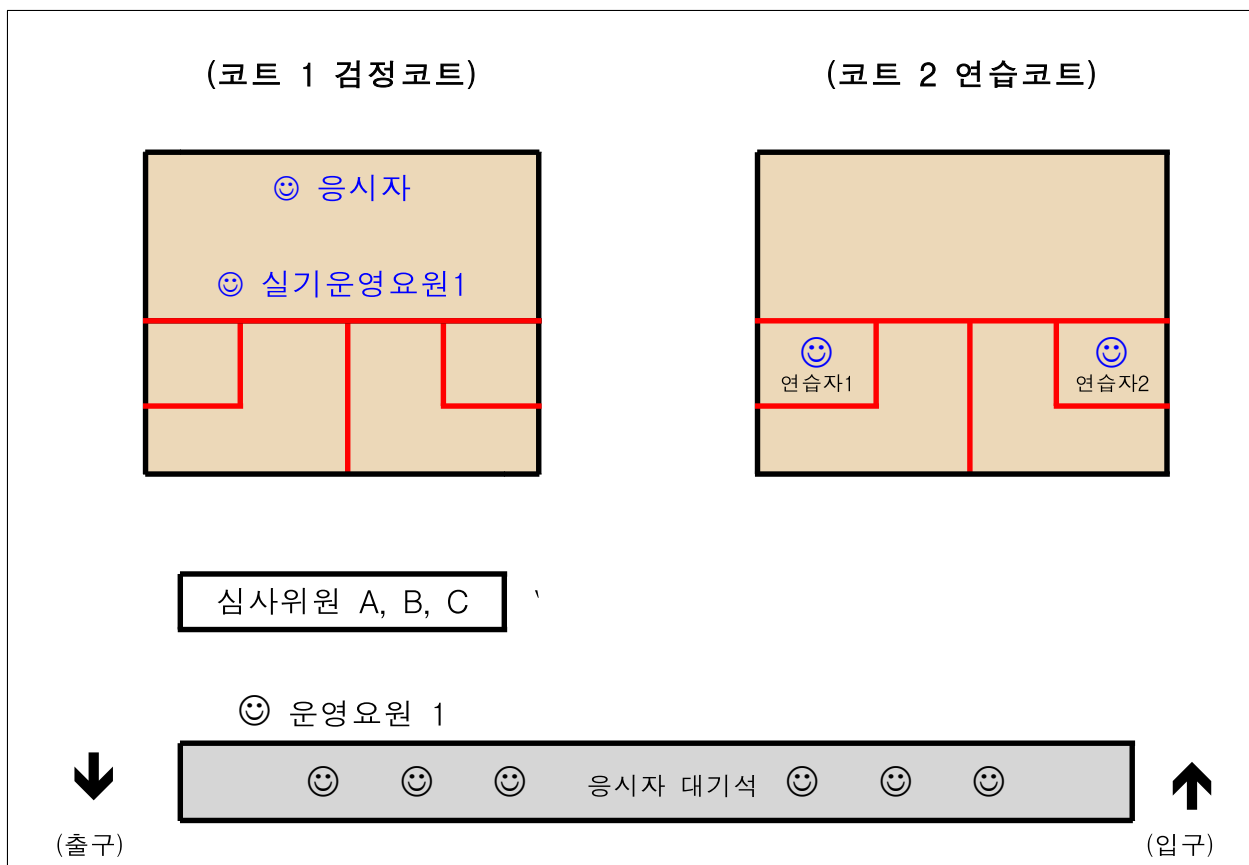 (코트 1 검정코트)
(코트 2 연습코트)
응시자
실기운영요원1
연습자1
연습자2
심사위원 A, B, C
운영요원 1
응시자 대기석
(출구)
(입구)